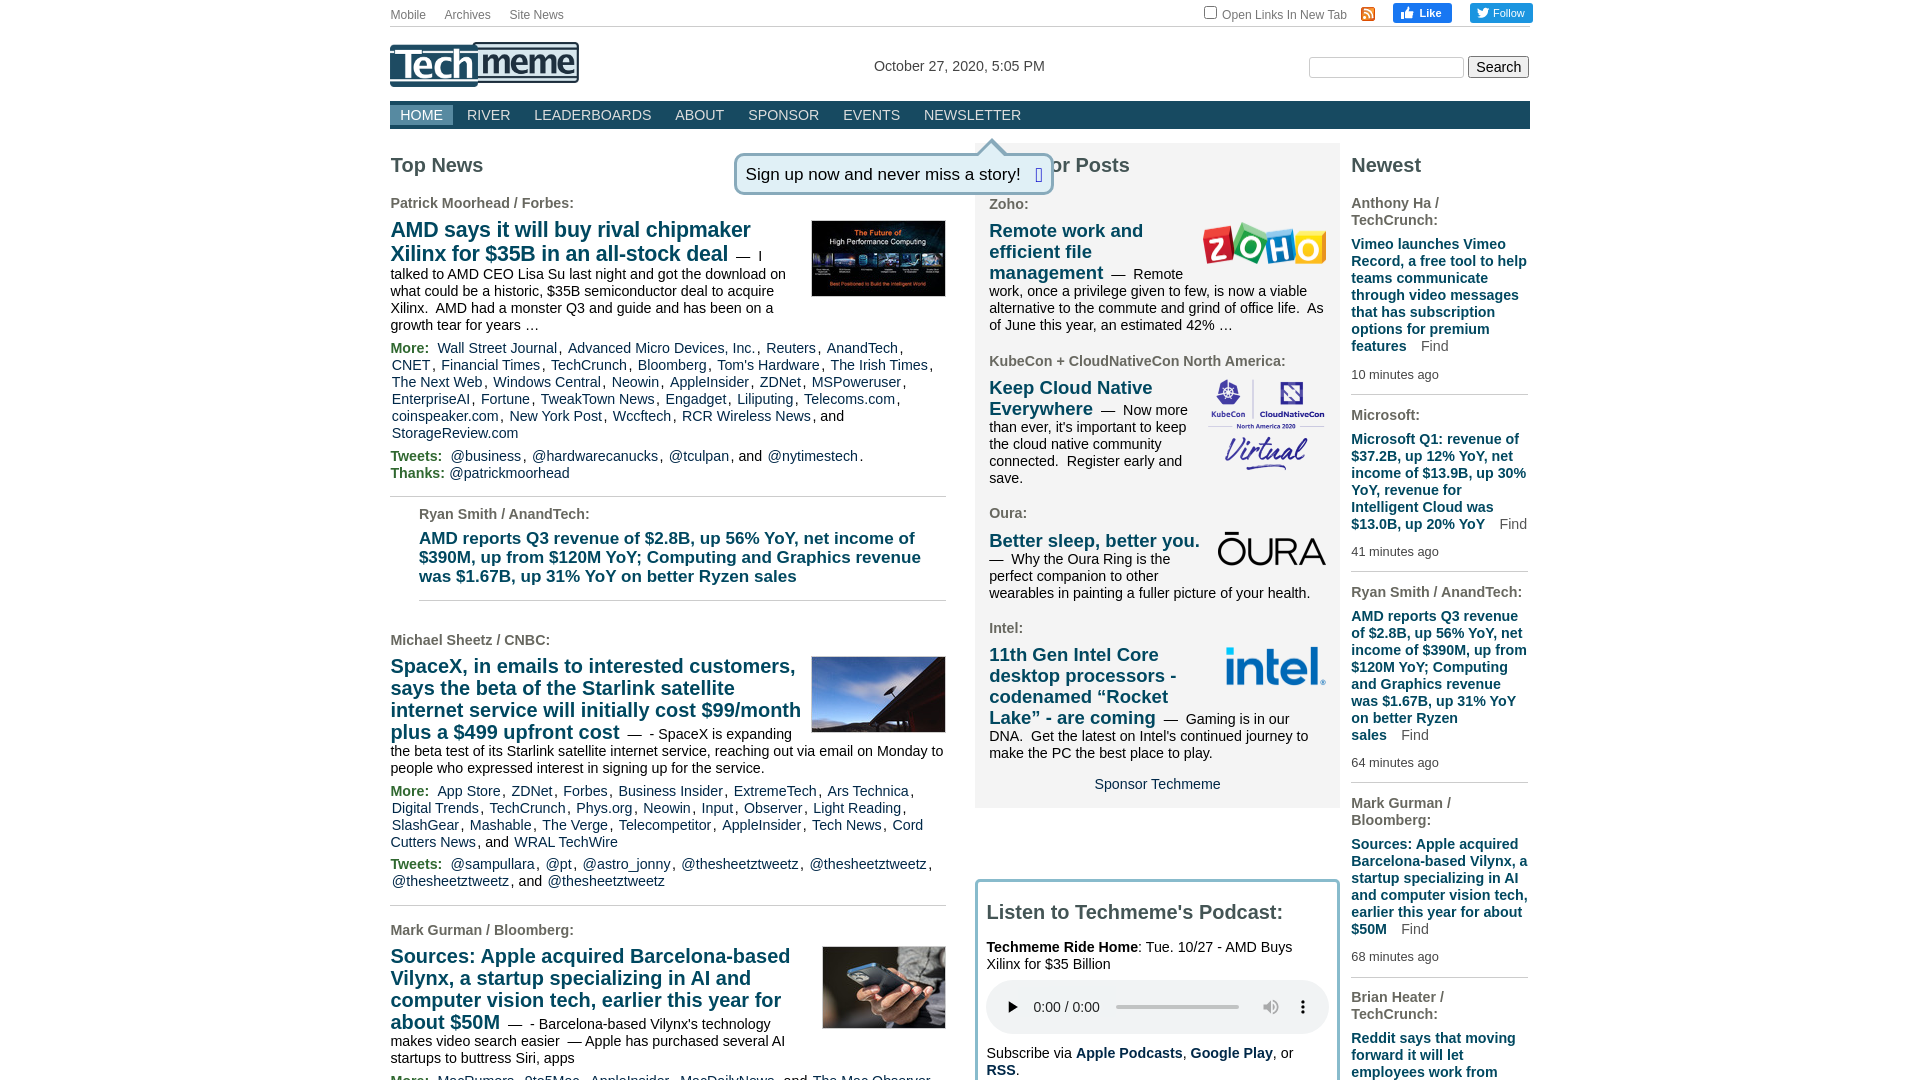 Mobile Archives Site News
Open Links In New Tab Like Follow
Techmeme
October 27, 2020, 5:05 PM
Search
HOME RIVER LEADERBOARDS ABOUT SPONSOR EVENTS NEWSLETTER
Sign up now and never miss a story!
Top News
Patrick Moorhead / Forbes:
AMD says it will buy rival chipmaker
Xilinx for $35B in an all-stock deal — I
talked to AMD CEO Lisa Su last night and got the download on
what could be a historic, $35B semiconductor deal to acquire
Xilinx. AMD had a monster Q3 and guide and has been on a
growth tear for years …
The Future of
High Performance Computing
Best Positioned to Build the Intelligent World
More: Wall Street Journal, Advanced Micro Devices, Inc., Reuters, AnandTech,
CNET, Financial Times, TechCrunch, Bloomberg, Tom's Hardware, The Irish Times,
The Next Web, Windows Central, Neowin, AppleInsider, ZDNet, MSPoweruser,
EnterpriseAI, Fortune, TweakTown News, Engadget, Liliputing, Telecoms.com,
coinspeaker.com, New York Post, Wccftech, RCR Wireless News, and
StorageReview.com
Tweets: @business, @hardwarecanucks, @tculpan, and @nytimestech.
Thanks: @patrickmoorhead
Ryan Smith / AnandTech:
AMD reports Q3 revenue of $2.8B, up 56% YoY, net income of
$390M, up from $120M YoY; Computing and Graphics revenue
was $1.67B, up 31% YoY on better Ryzen sales
Michael Sheetz / CNBC:
SpaceX, in emails to interested customers,
says the beta of the Starlink satellite
internet service will initially cost $99/month
plus a $499 upfront cost — - SpaceX is expanding
the beta test of its Starlink satellite internet service, reaching out via email on Monday to
people who expressed interest in signing up for the service.
More: App Store, ZDNet, Forbes, Business Insider, ExtremeTech, Ars Technica,
Digital Trends, TechCrunch, Phys.org, Neowin, Input, Observer, Light Reading,
SlashGear, Mashable, The Verge, Telecompetitor, AppleInsider, Tech News, Cord
Cutters News, and WRAL TechWire
Tweets: @sampullara, @pt, @astro_jonny, @thesheetztweetz, @thesheetztweetz,
@thesheetztweetz, and @thesheetztweetz
Mark Gurman / Bloomberg:
Sources: Apple acquired Barcelona-based
Vilynx, a startup specializing in AI and
computer vision tech, earlier this year for
about $50M — - Barcelona-based Vilynx's technology
makes video search easier — Apple has purchased several AI
startups to buttress Siri, apps
More: MacRumors, 9to5Mac, AppleInsider, MacDailyNews, and The Mac Observer
or Posts
Zoho:
Remote work and
efficient file
management — Remote
work, once a privilege given to few, is now a viable
alternative to the commute and grind of office life. As
of June this year, an estimated 42% …
ZOHO
KubeCon + CloudNativeCon North America:
Keep Cloud Native
Everywhere — Now more
than ever, it's important to keep
the cloud native community
connected. Register early and
save.
KubeCon CloudNativeCon
North America 2020
Virtual
Oura:
Better sleep, better you.
— Why the Oura Ring is the
perfect companion to other
wearables in painting a fuller picture of your health.
ŌURA
Intel:
11th Gen Intel Core
desktop processors -
codenamed “Rocket
Lake” - are coming — Gaming is in our
DNA. Get the latest on Intel's continued journey to
make the PC the best place to play.
intel®
Sponsor Techmeme
Listen to Techmeme's Podcast:
Techmeme Ride Home: Tue. 10/27 - AMD Buys
Xilinx for $35 Billion
0:00 / 0:00
Subscribe via Apple Podcasts, Google Play, or
RSS.
Newest
Anthony Ha /
TechCrunch:
Vimeo launches Vimeo
Record, a free tool to help
teams communicate
through video messages
that has subscription
options for premium
features Find
10 minutes ago
Microsoft:
Microsoft Q1: revenue of
$37.2B, up 12% YoY, net
income of $13.9B, up 30%
YoY, revenue for
Intelligent Cloud was
$13.0B, up 20% YoY Find
41 minutes ago
Ryan Smith / AnandTech:
AMD reports Q3 revenue
of $2.8B, up 56% YoY, net
income of $390M, up from
$120M YoY; Computing
and Graphics revenue
was $1.67B, up 31% YoY
on better Ryzen
sales Find
64 minutes ago
Mark Gurman /
Bloomberg:
Sources: Apple acquired
Barcelona-based Vilynx, a
startup specializing in AI
and computer vision tech,
earlier this year for about
$50M Find
68 minutes ago
Brian Heater /
TechCrunch:
Reddit says that moving
forward it will let
employees work from